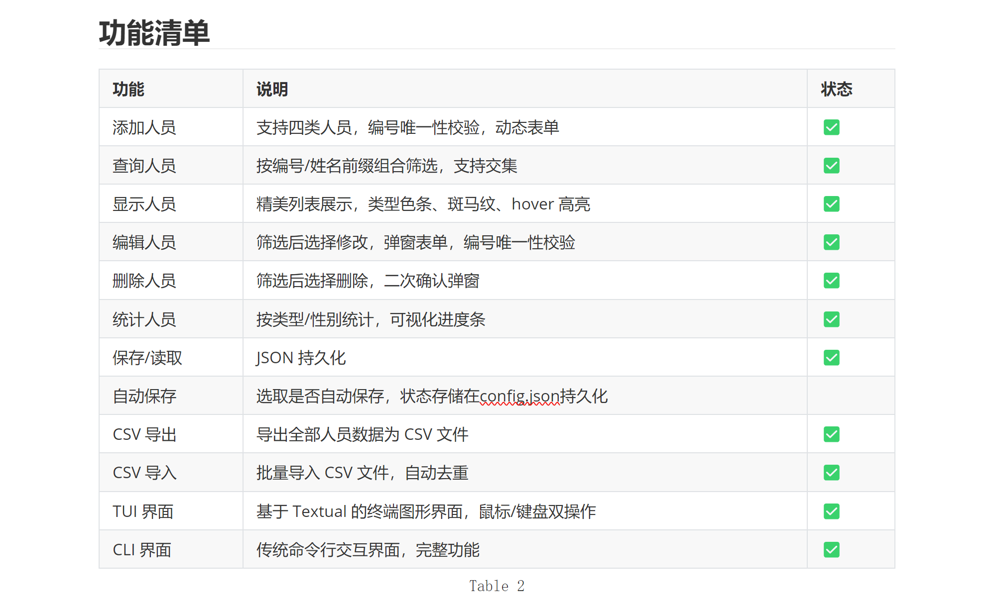 功能清单
功能 说明 状态
添加人员 支持四类人员，编号唯一性校验，动态表单 ✅
查询人员 按编号/姓名前缀组合筛选，支持交集 ✅
显示人员 精美列表展示，类型色条、斑马纹、hover 高亮 ✅
编辑人员 筛选后选择修改，弹窗表单，编号唯一性校验 ✅
删除人员 筛选后选择删除，二次确认弹窗 ✅
统计人员 按类型/性别统计，可视化进度条 ✅
保存/读取 JSON 持久化 ✅
自动保存 选取是否自动保存，状态存储在config.json持久化
CSV 导出 导出全部人员数据为 CSV 文件 ✅
CSV 导入 批量导入 CSV 文件，自动去重 ✅
TUI 界面 基于 Textual 的终端图形界面，鼠标/键盘双操作 ✅
CLI 界面 传统命令行交互界面，完整功能 ✅
Table 2